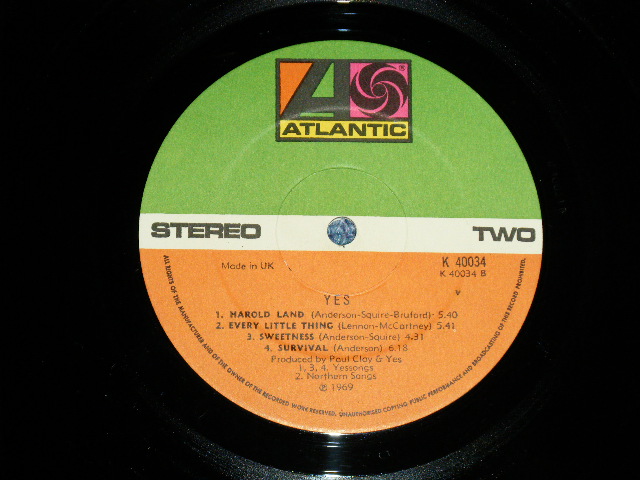 ATLANTIC
®
STEREO
TWO
Made in UK
K 40034
K 40034 B
YES
1. HAROLD LAND (Anderson-Squire-Bruford) 5.40
2. EVERY LITTLE THING (Lennon-McCartney) 5.41
3. SWEETNESS (Anderson-Squire) 4.31
4. SURVIVAL (Anderson) 6.18
Produced by Paul Clay & Yes
1, 3, 4. Yessongs
2. Northern Songs
℗ 1969
ALL RIGHTS OF THE MANUFACTURER AND OF THE OWNER OF THE RECORDED WORK RESERVED. UNAUTHORISED COPYING, PUBLIC PERFORMANCE AND BROADCASTING OF THIS RECORD PROHIBITED.